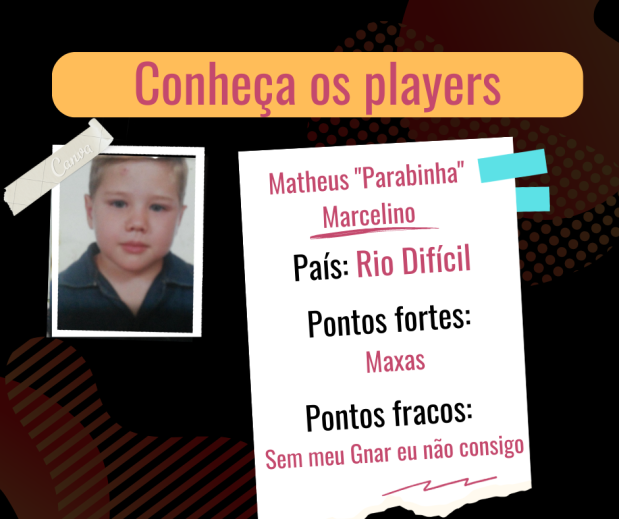 Conheça os players
Canva
Matheus "Parabinha"
Marcelino
País: Rio Difícil
Pontos fortes:
Maxas
Pontos fracos:
Sem meu Gnar eu não consigo